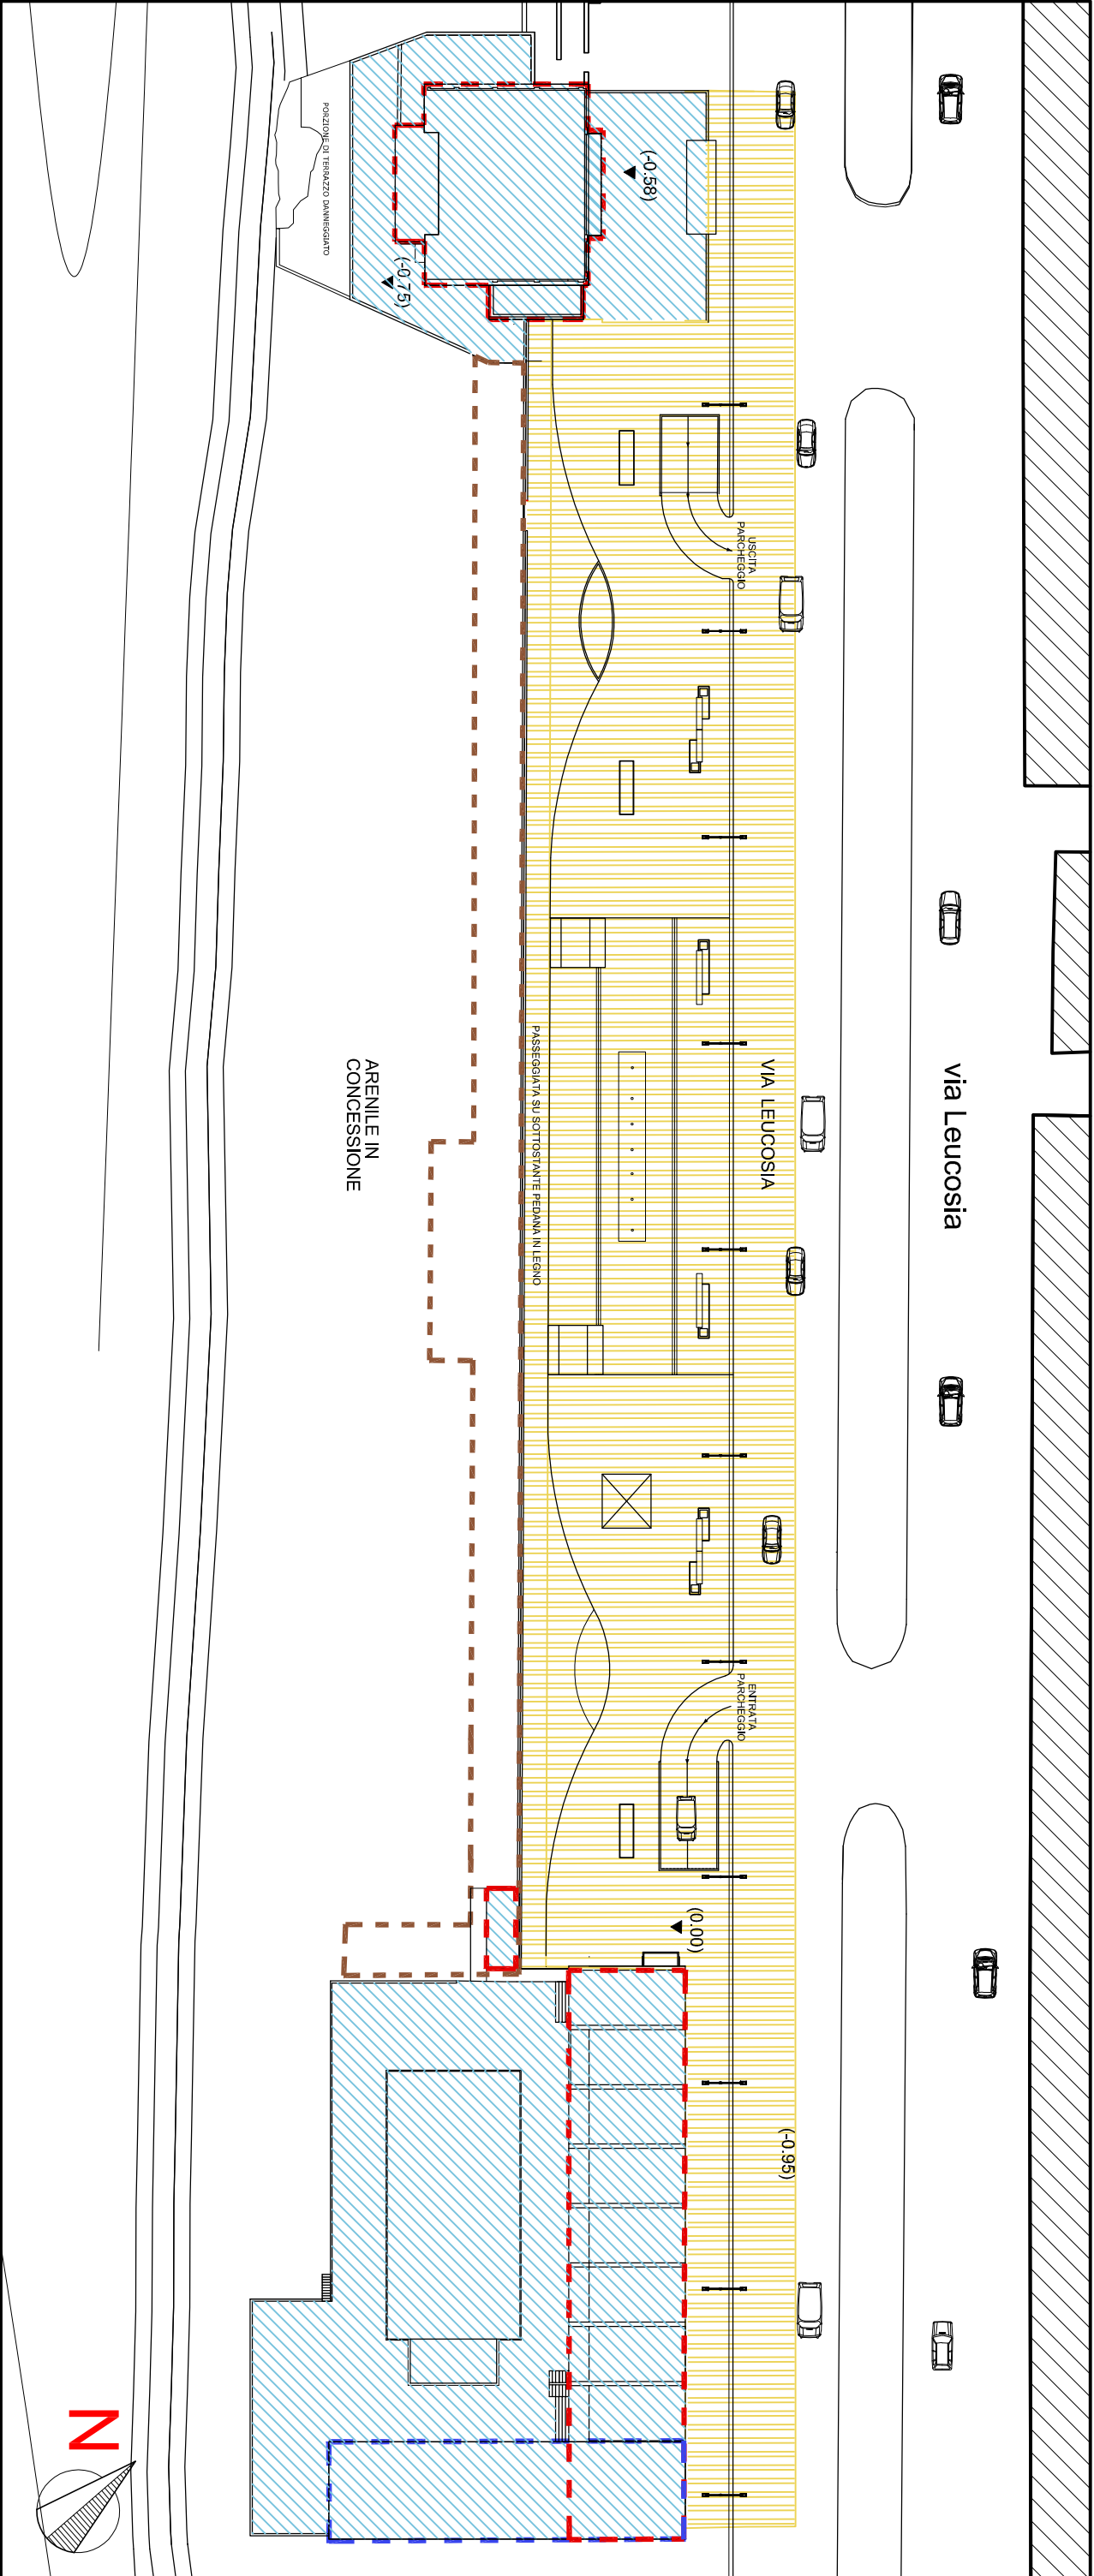 via Leucosia
VIA LEUCOSIA
USCITA
PARCHEGGIO
ENTRATA
PARCHEGGIO
(-0.95)
(0.00)
(-0.58)
PASSEGGIATA SU SOTTOSTANTE PEDANA IN LEGNO
(-0.75)
ARENILE IN
CONCESSIONE
PORZIONE DI TERRAZZO DANNEGGIATO
N